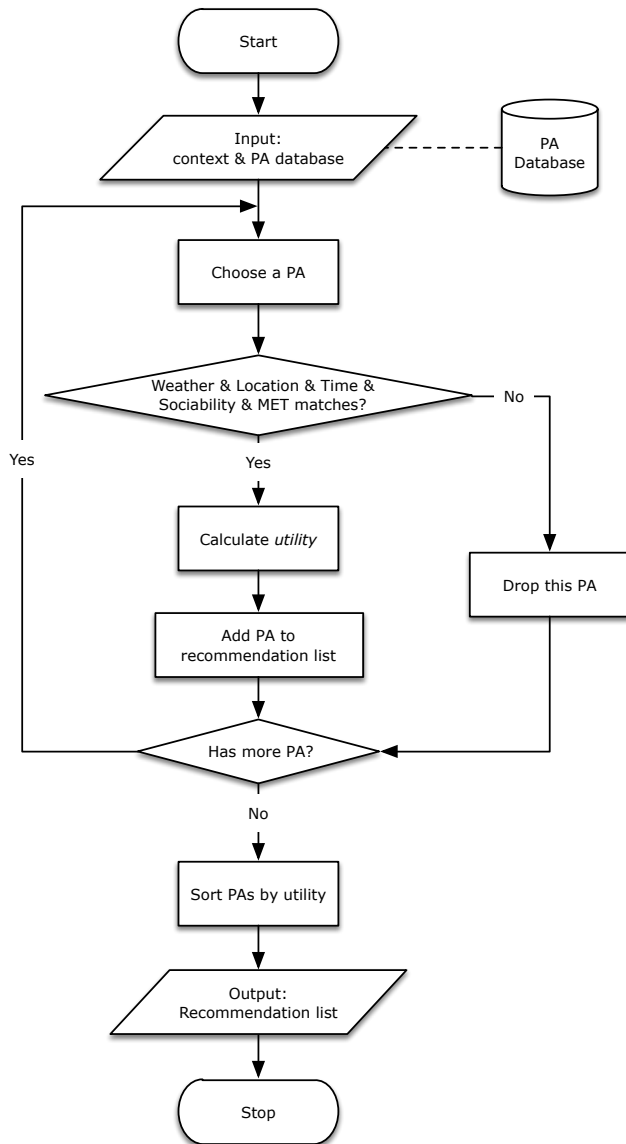 Start
Input:
context & PA database
PA
Database
Choose a PA
Weather & Location & Time &
Sociability & MET matches?
No
Yes
Yes
Calculate utility
Drop this PA
Add PA to
recommendation list
Has more PA?
No
Sort PAs by utility
Output:
Recommendation list
Stop